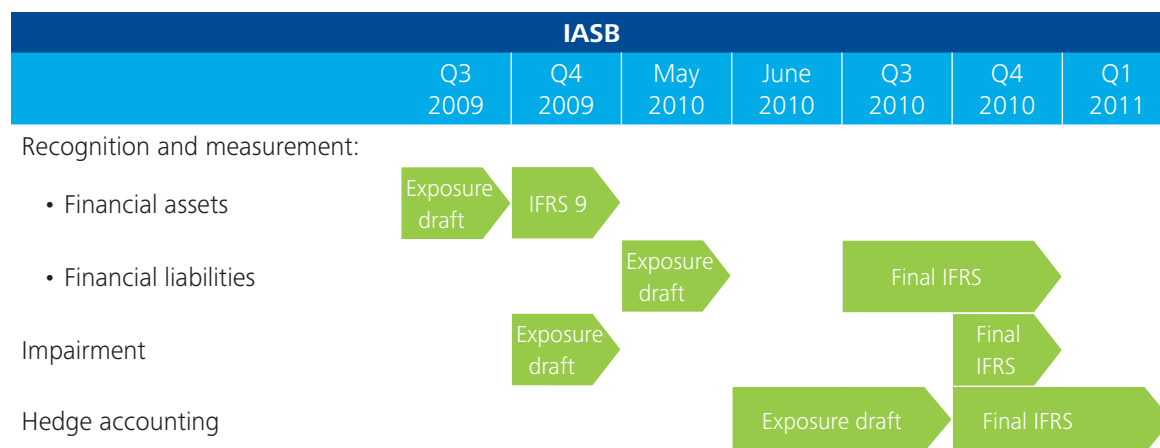 IASB
Q3 Q4 May June Q3 Q4 Q1
2009 2009 2010 2010 2010 2010 2011
Recognition and measurement:
• Financial assets
Exposure
draft
IFRS 9
• Financial liabilities
Exposure
draft
Final IFRS
Impairment
Exposure
draft
Final
IFRS
Hedge accounting
Exposure draft
Final IFRS